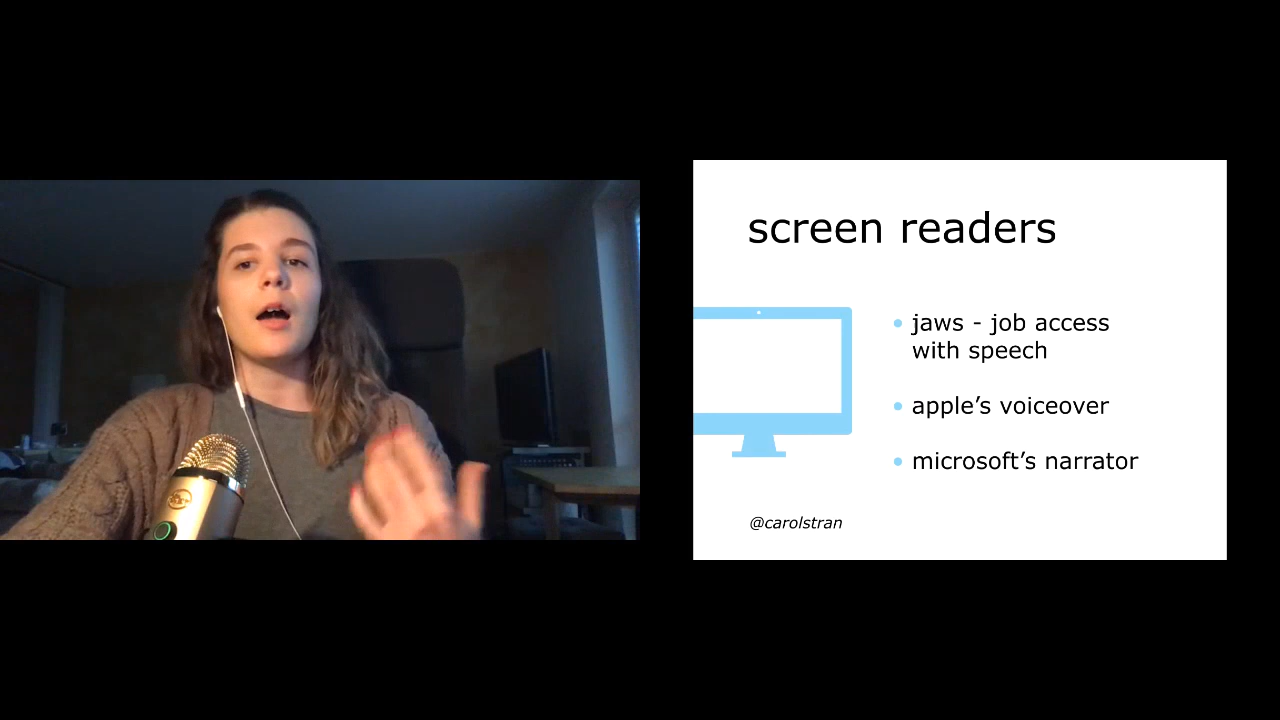 screen readers
jaws - job access
with speech
apple’s voiceover
microsoft’s narrator
@carolstran